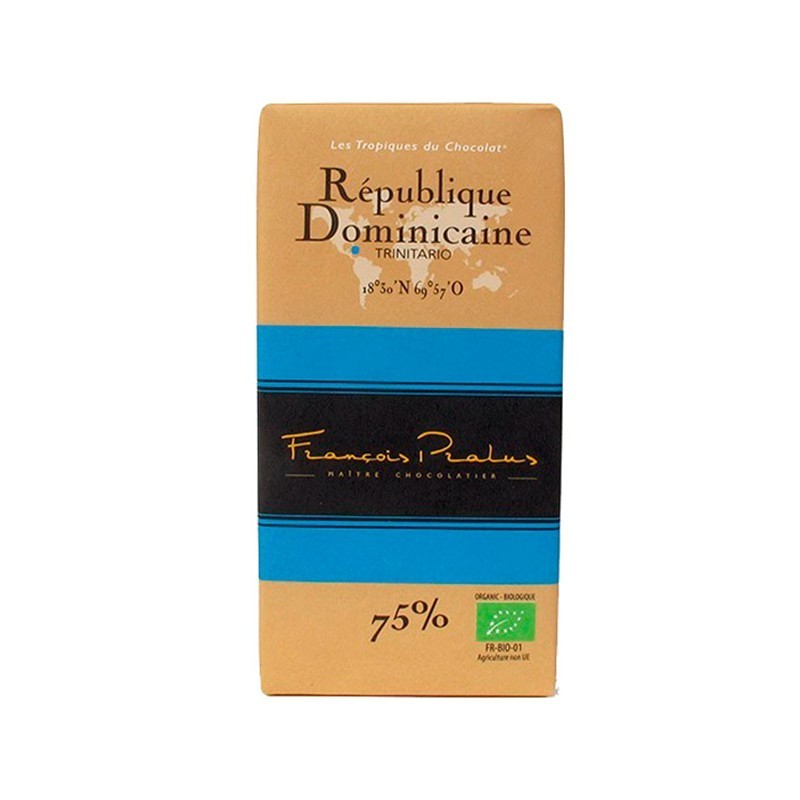 Les Tropiques du Chocolat®
République
Dominicaine
TRINITARIO
18°30'N 69°57'O
François Pralus
MAÎTRE CHOCOLATIER
75%
ORGANIC - BIOLOGIQUE
FR-BIO-01
Agriculture non UE